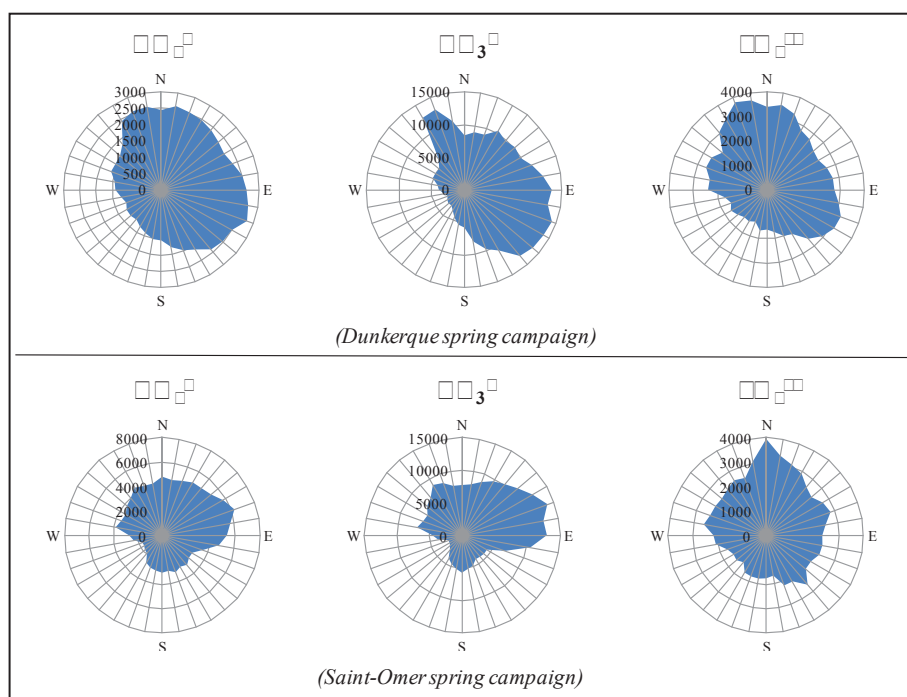 □□□□
N
3000
2500
2000
1500
1000
500
W 0 E
S
□□3□
N
15000
10000
5000
W 0 E
S
□□□□□
N
4000
3000
2000
1000
W 0 E
S
(Dunkerque spring campaign)
□□□□
N
8000
6000
4000
2000
W 0 E
S
□□3□
N
15000
10000
5000
W 0 E
S
□□□□□
N
4000
3000
2000
1000
W 0 E
S
(Saint-Omer spring campaign)